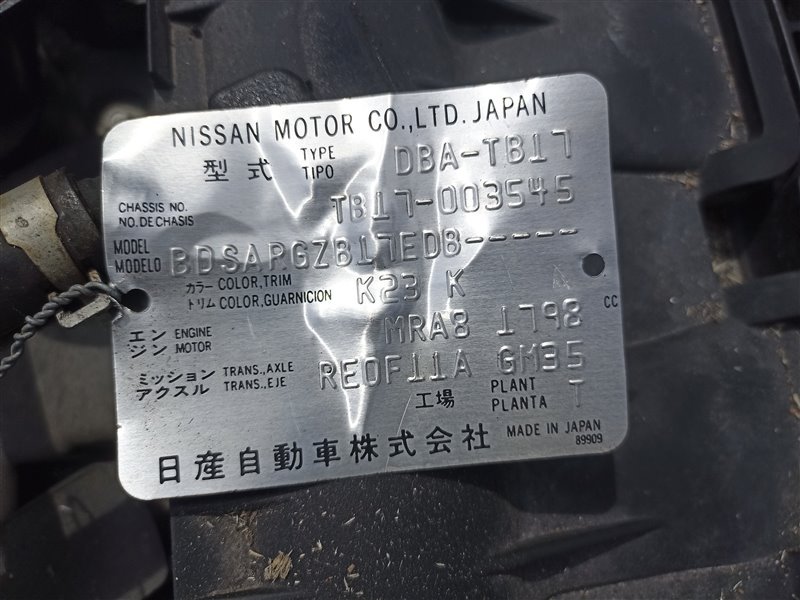 NISSAN MOTOR CO.,LTD. JAPAN
型式 TYPE TIPO DBA-TB17
CHASSIS NO. NO. DE CHASIS TB17-003545
MODEL MODELO BDSARGZB17EDB-----
カラー COLOR, TRIM
トリム COLOR, GUARNICION K23 K A
エンジン ENGINE MOTOR MRA8 1798 CC
ミッション TRANS., AXLE
アクスル TRANS., EJE RE0F11A GM35
工場 PLANT PLANTA T
日産自動車株式会社 MADE IN JAPAN
89909